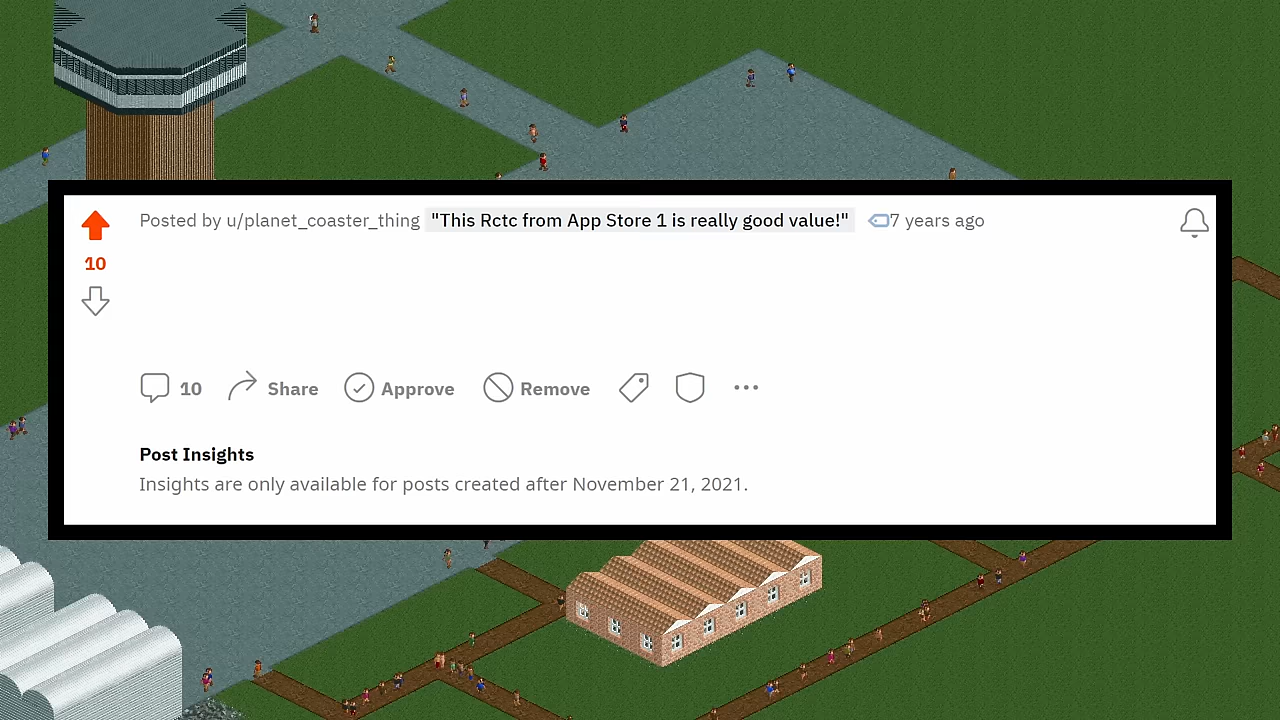 Posted by u/planet_coaster_thing "This Rctc from App Store 1 is really good value!" 7 years ago
10
10 Share Approve Remove
Post Insights
Insights are only available for posts created after November 21, 2021.